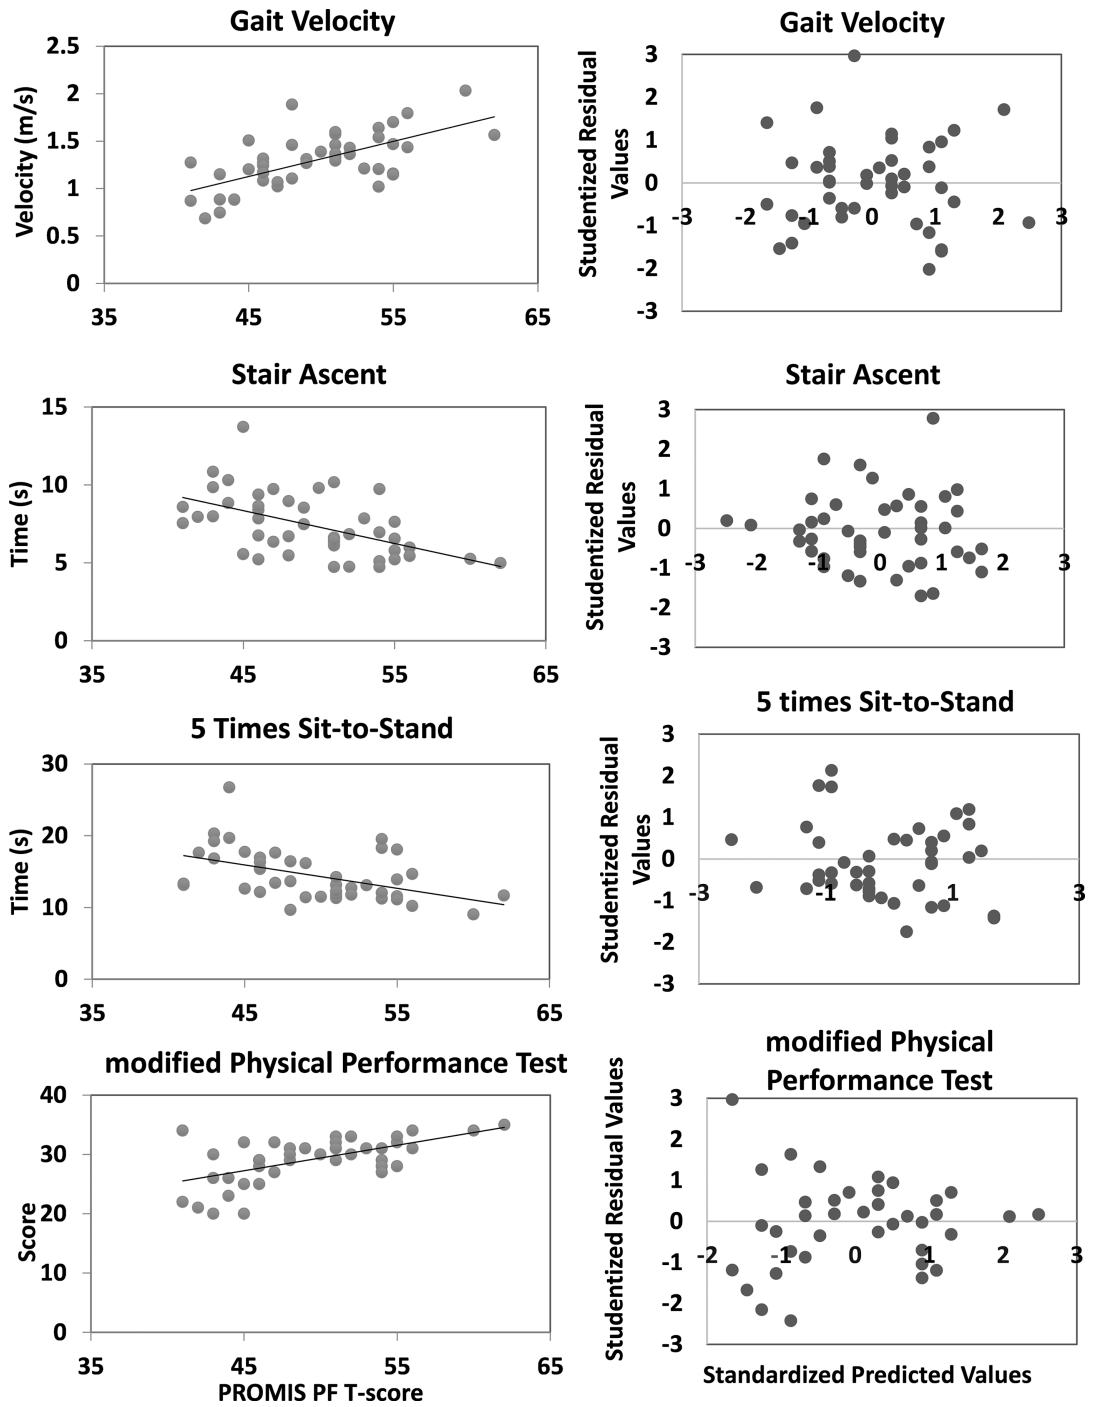 Gait Velocity
Velocity (m/s)
2.5
2
1.5
1
0.5
0
35 45 55 65
Gait Velocity
Studentized Residual
Values
3
2
1
0
-1
-2
-3
-3 -2 -1 0 1 2 3
Stair Ascent
Time (s)
15
10
5
0
35 45 55 65
Stair Ascent
Studentized Residual
Values
3
2
1
0
-1
-2
-3
-3 -2 -1 0 1 2 3
5 Times Sit-to-Stand
Time (s)
30
20
10
0
35 45 55 65
5 times Sit-to-Stand
Studentized Residual
Values
3
2
1
0
-1
-2
-3
-3 -1 1 3
modified Physical Performance Test
Score
40
30
20
10
0
35 45 55 65
PROMIS PF T-score
modified Physical
Performance Test
Studentized Residual Values
3
2
1
0
-1
-2
-3
-2 -1 0 1 2 3
Standardized Predicted Values